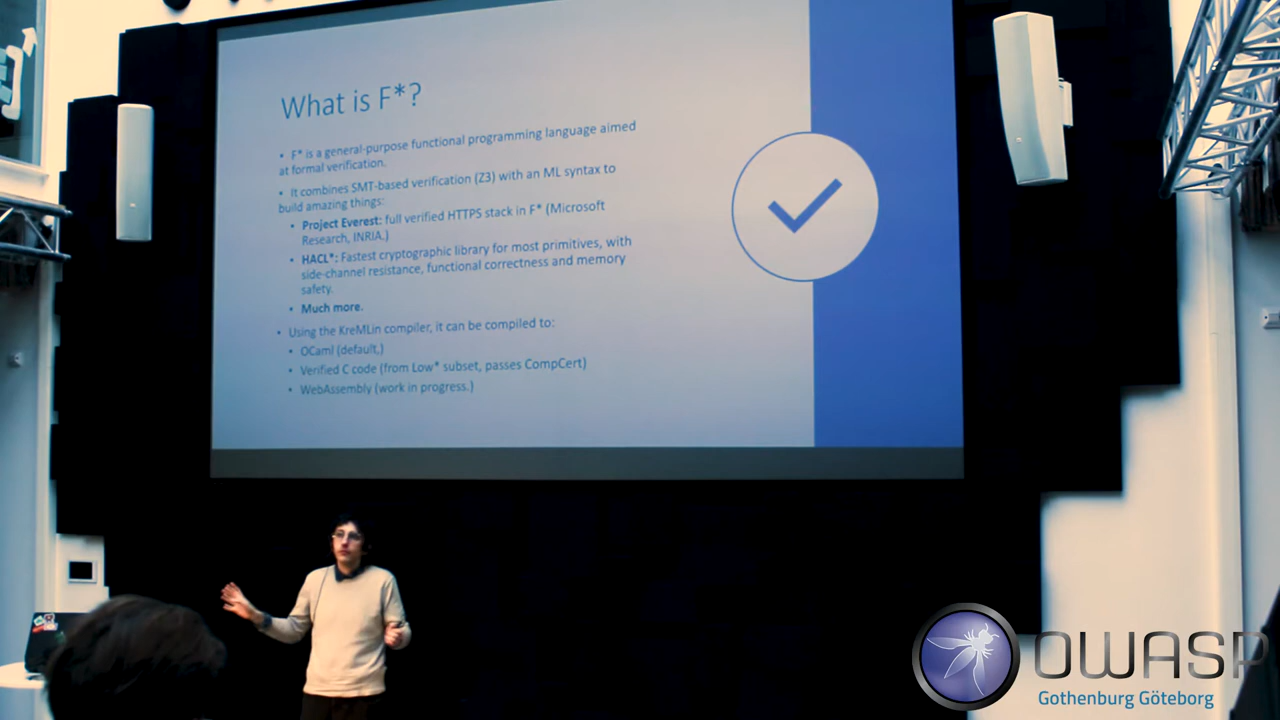 What is F*?
• F* is a general-purpose functional programming language aimed
at formal verification.
• It combines SMT-based verification (Z3) with an ML syntax to
build amazing things:
• Project Everest: full verified HTTPS stack in F* (Microsoft
Research, INRIA.)
• HACL*: Fastest cryptographic library for most primitives, with
side-channel resistance, functional correctness and memory
safety.
• Much more.
• Using the KreMLin compiler, it can be compiled to:
• OCaml (default,)
• Verified C code (from Low* subset, passes CompCert)
• WebAssembly (work in progress.)
OWASP
Gothenburg Göteborg